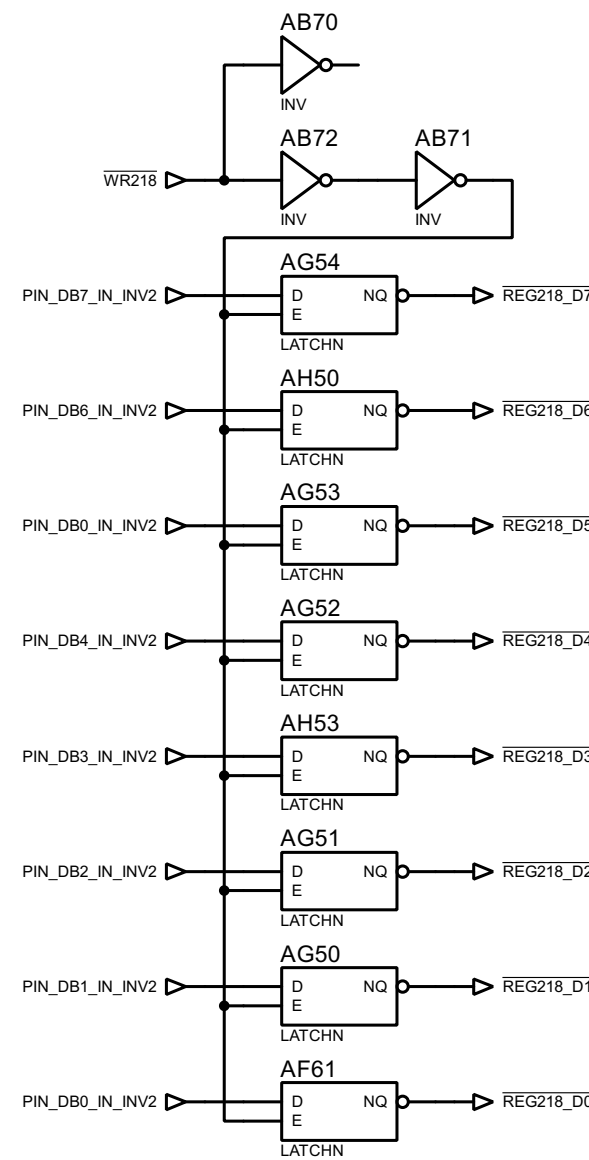 AB70
INV
AB72 AB71
WR218
INV INV
AG54
PIN_DB7_IN_INV2 D NQ REG218_D7
E
LATCHN
AH50
PIN_DB6_IN_INV2 D NQ REG218_D6
E
LATCHN
AG53
PIN_DB0_IN_INV2 D NQ REG218_D5
E
LATCHN
AG52
PIN_DB4_IN_INV2 D NQ REG218_D4
E
LATCHN
AH53
PIN_DB3_IN_INV2 D NQ REG218_D3
E
LATCHN
AG51
PIN_DB2_IN_INV2 D NQ REG218_D2
E
LATCHN
AG50
PIN_DB1_IN_INV2 D NQ REG218_D1
E
LATCHN
AF61
PIN_DB0_IN_INV2 D NQ REG218_D0
E
LATCHN